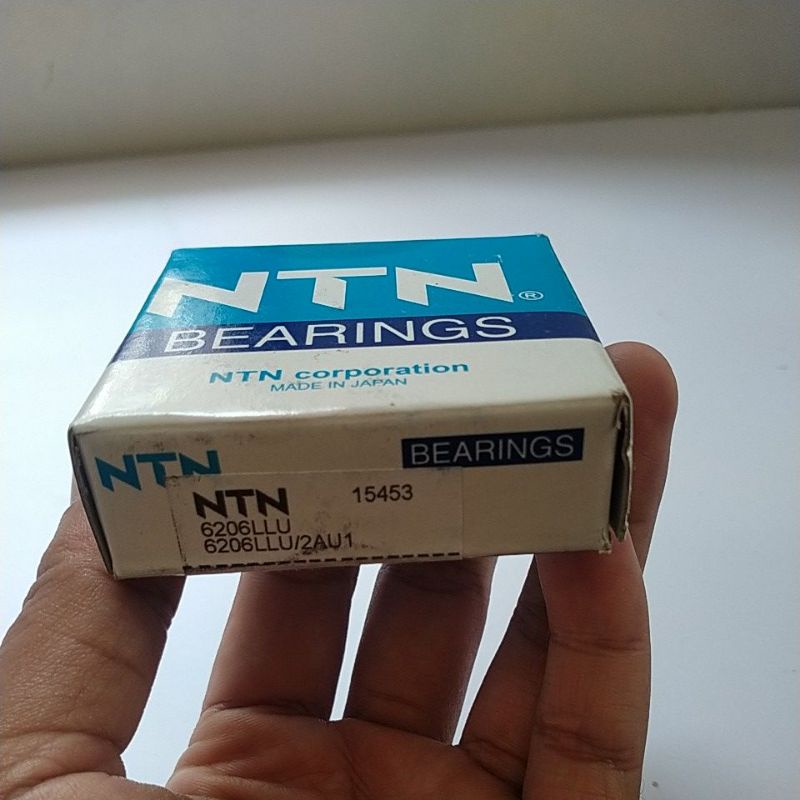 NTN®
BEARINGS
NTN corporation
MADE IN JAPAN
NTN BEARINGS
NTN 15453
6206LLU
6206LLU/2AU1